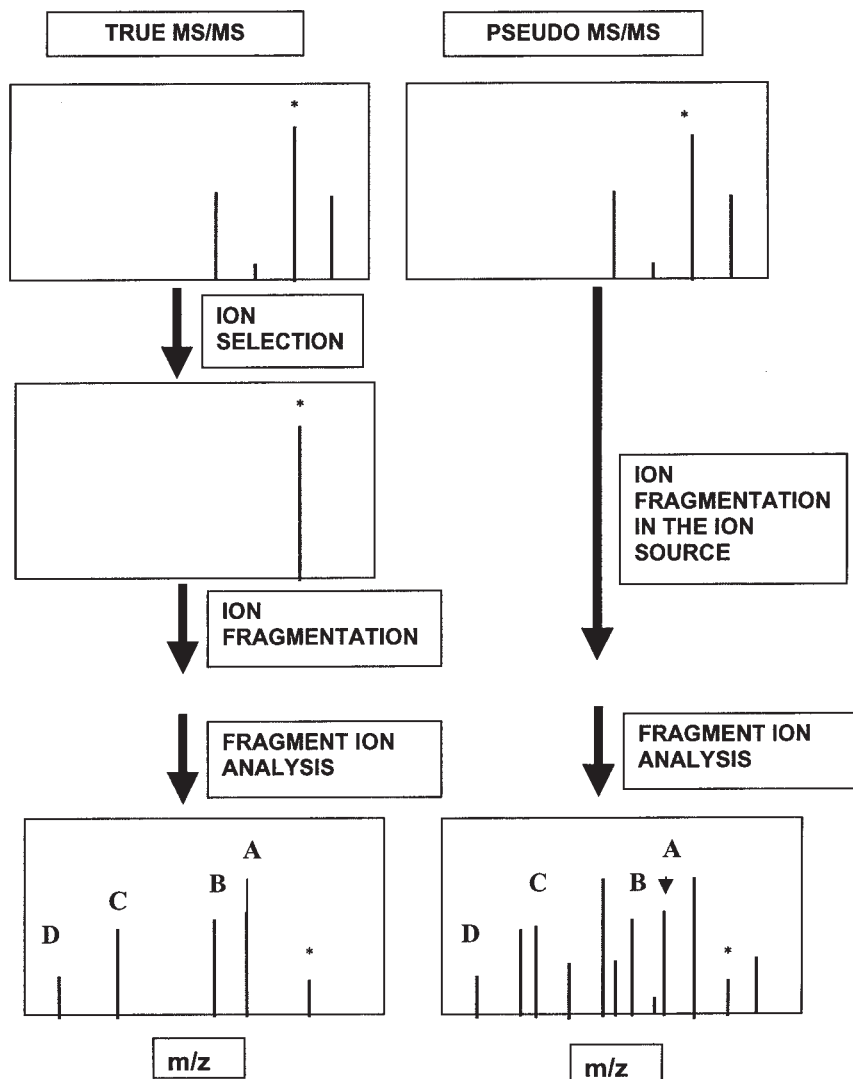 TRUE MS/MS
PSEUDO MS/MS
*
*
ION
SELECTION
*
ION
FRAGMENTATION
IN THE ION
SOURCE
ION
FRAGMENTATION
FRAGMENT ION
ANALYSIS
FRAGMENT ION
ANALYSIS
A
B
C
D
*
A
B
C
D
*
m/z
m/z